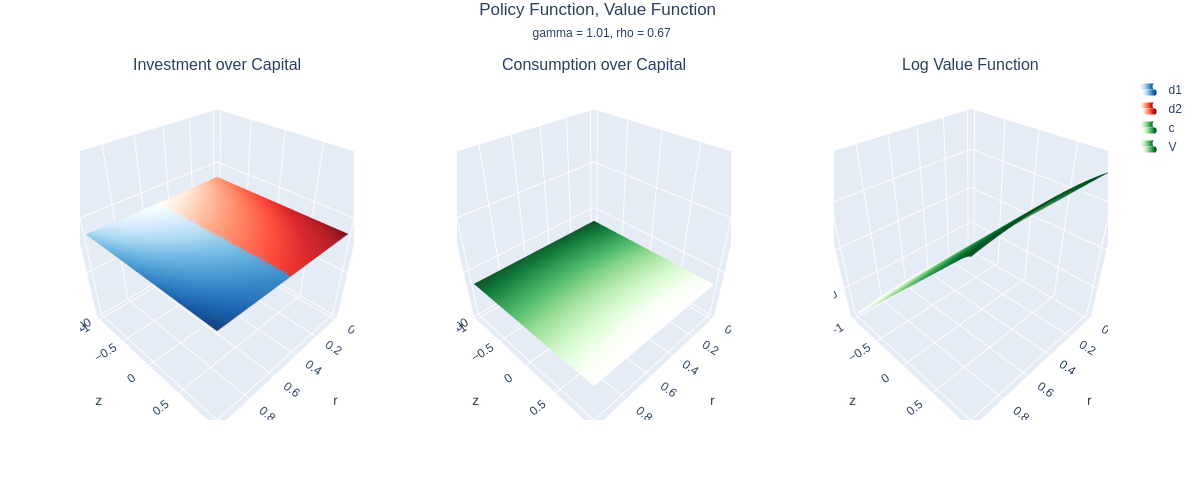 Policy Function, Value Function
gamma = 1.01, rho = 0.67
Investment over Capital
Consumption over Capital
Log Value Function
d1
d2
c
V
−0.5
0
0.5
z
0.2
0.4
0.6
0.8
r
−0.5
0
0.5
z
0.2
0.4
0.6
0.8
r
−1
−0.5
0
0.5
z
0.2
0.4
0.6
0.8
r